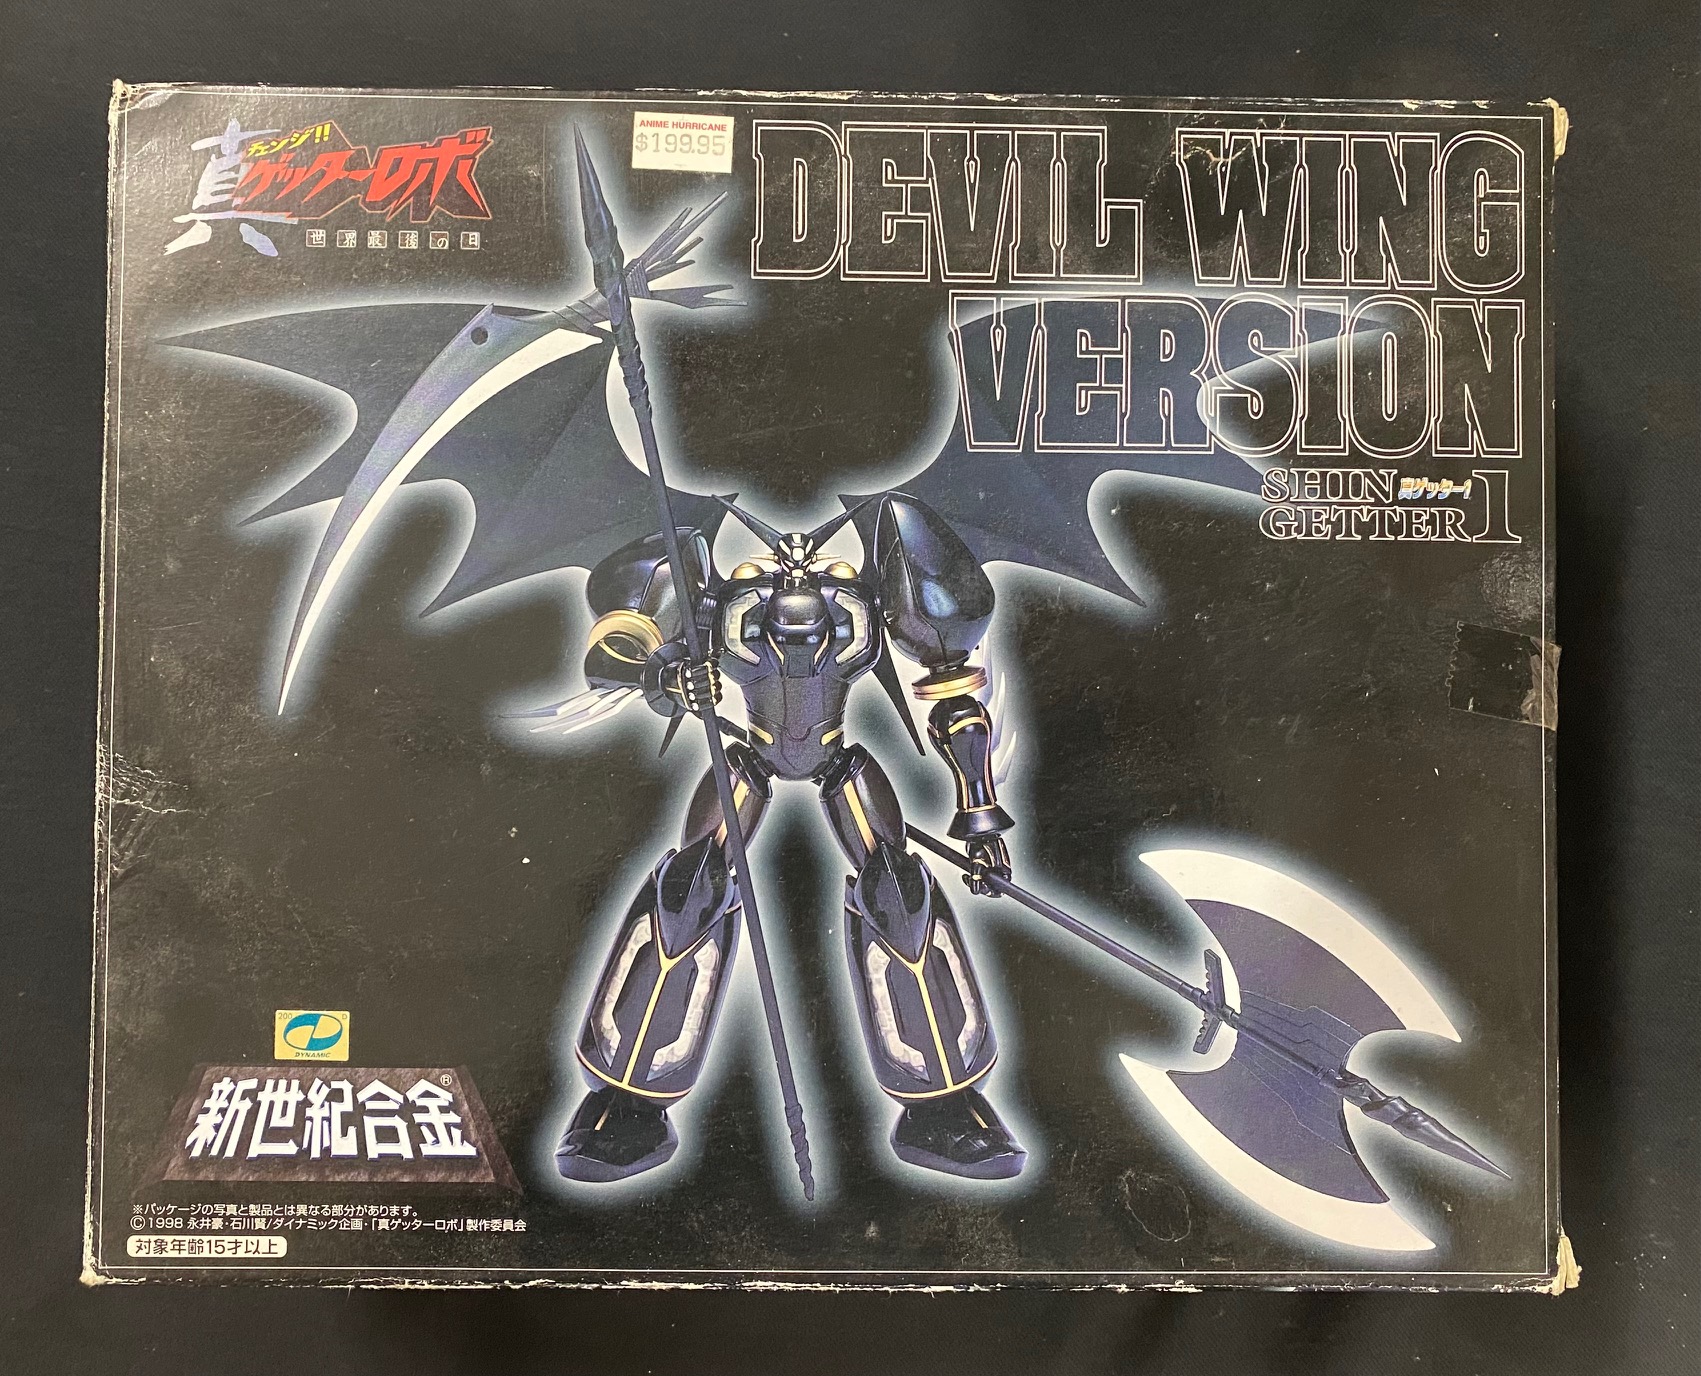 チェンジ!!
真ゲッターロボ
世界最後の日
ANIME HURRICANE
$199.95
DEVIL WING
VERSION
SHIN 真ゲッター1
GETTER 1
200 D
DYNAMIC
新世紀合金®
※パッケージの写真と製品とは異なる部分があります。
©1998 永井豪・石川賢/ダイナミック企画・「真ゲッターロボ」製作委員会
対象年齢15才以上